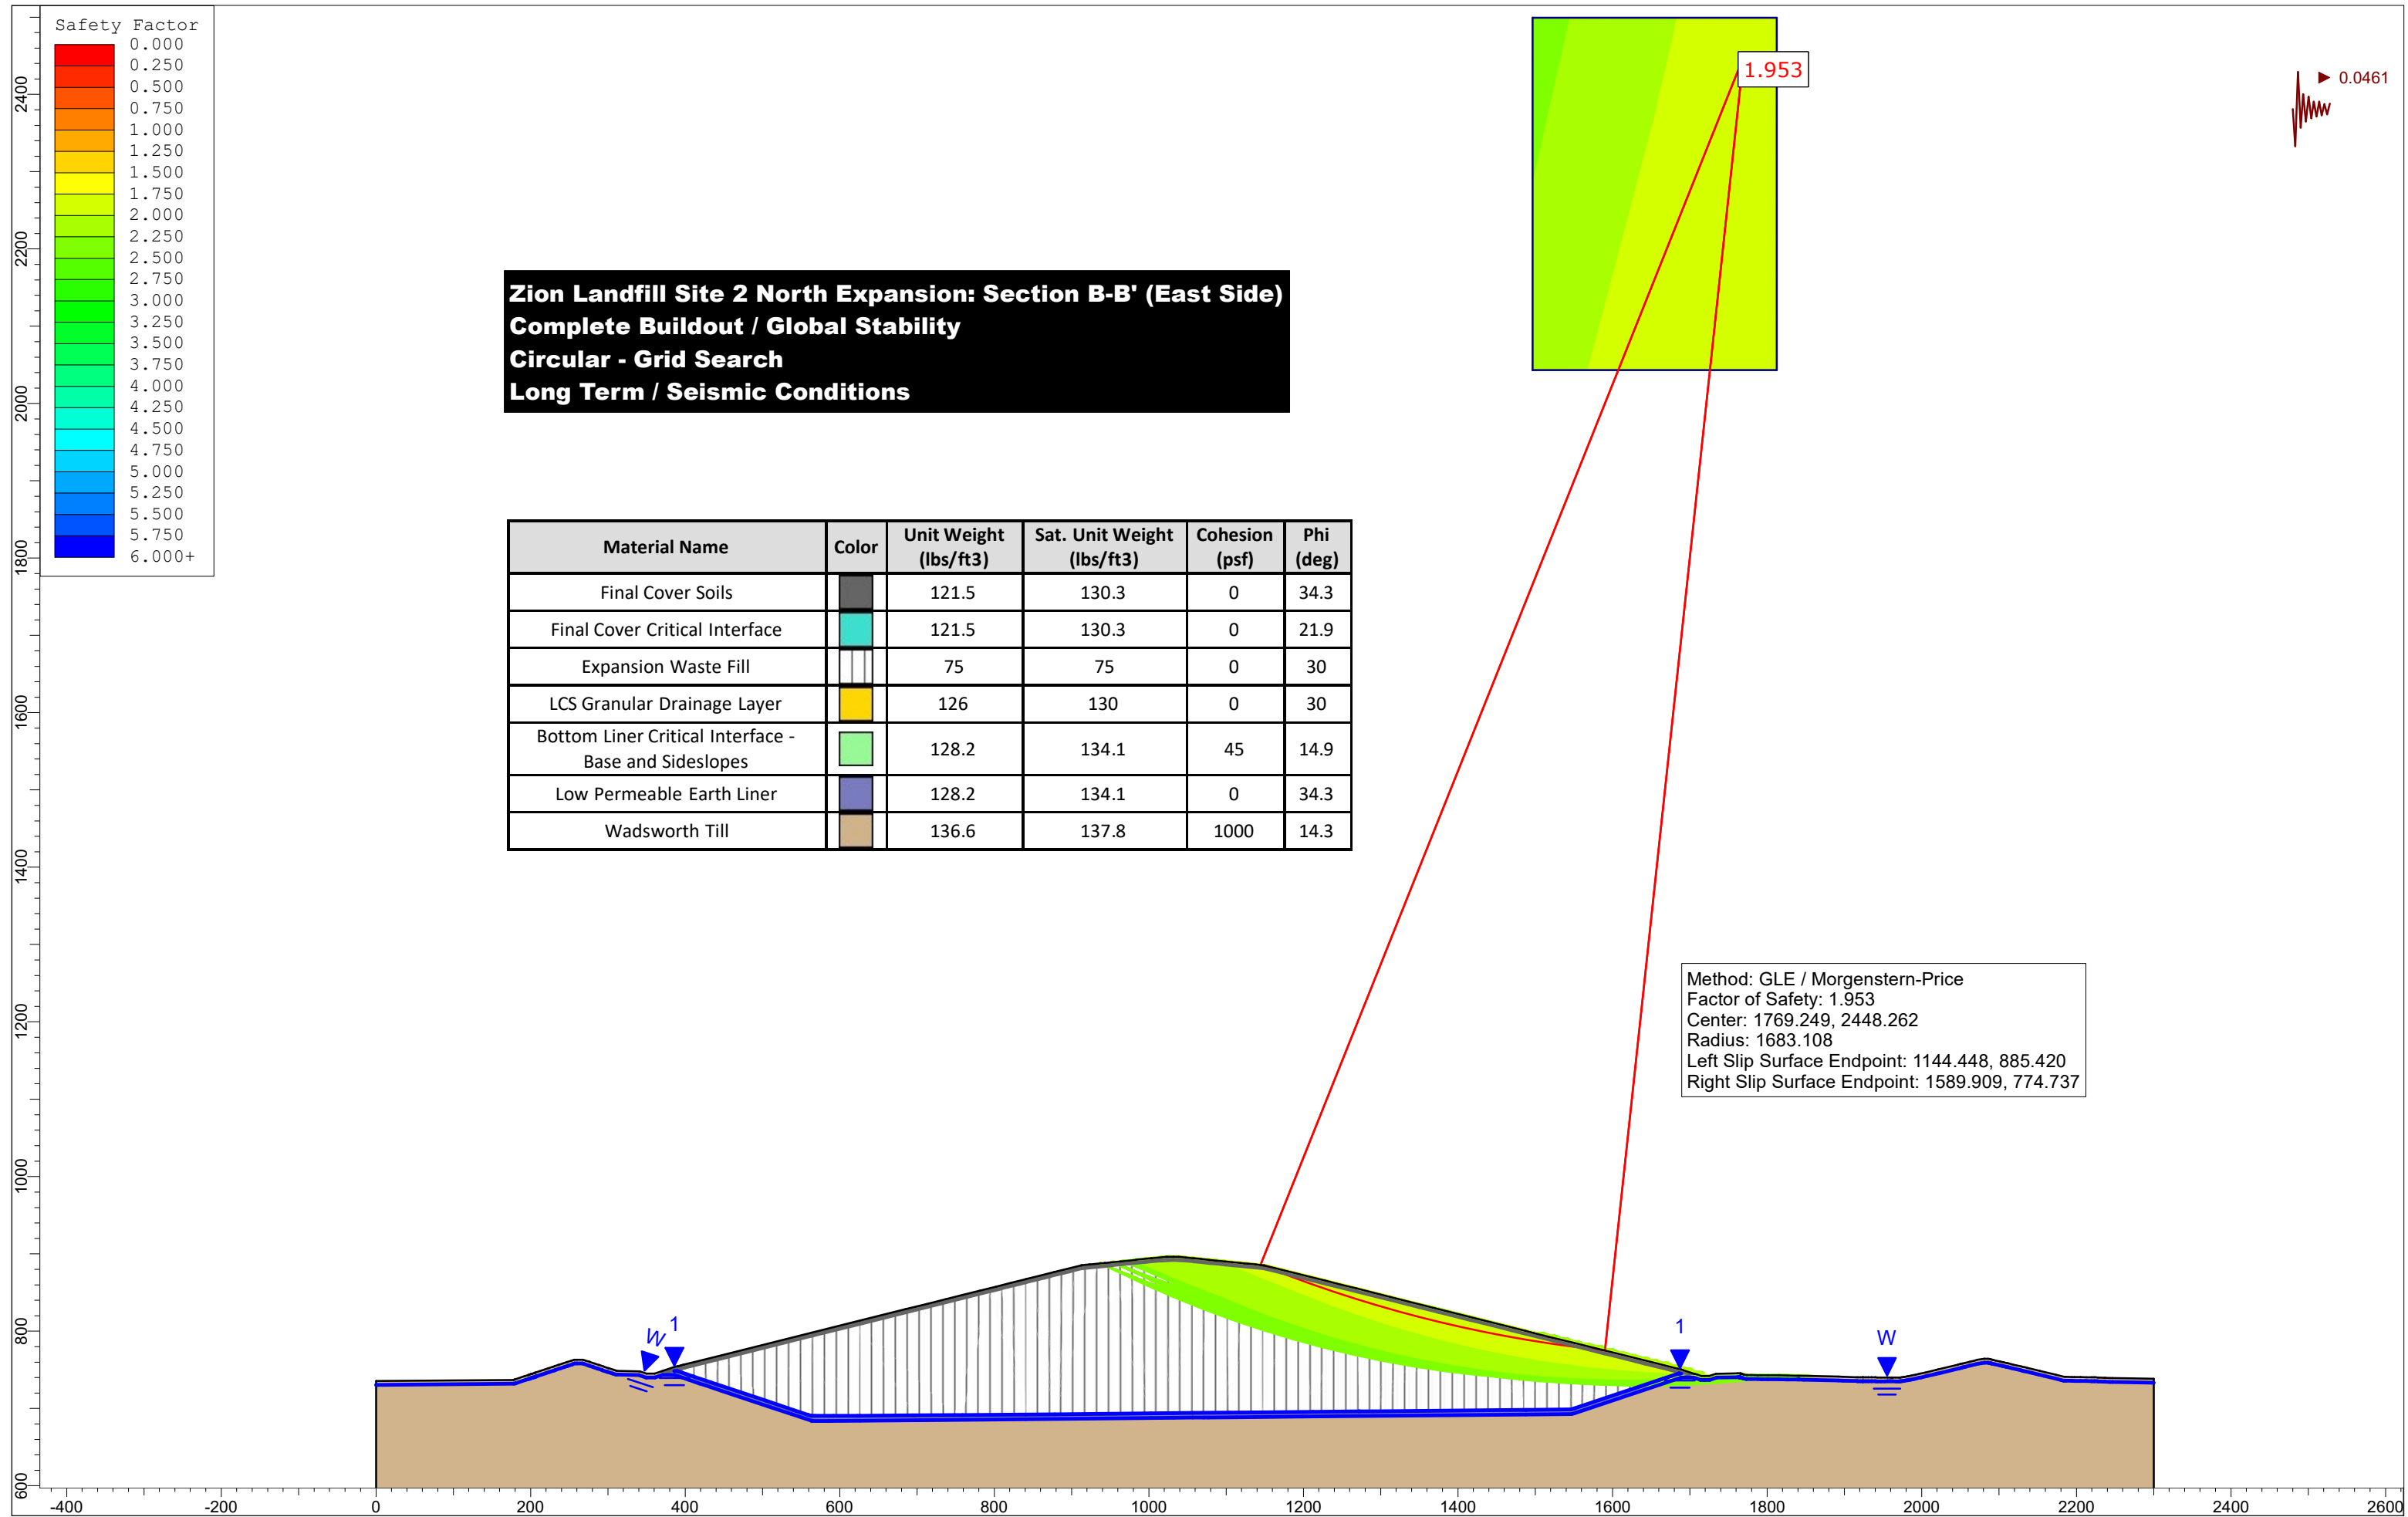 Safety Factor
0.000
0.250
0.500
0.750
1.000
1.250
1.500
1.750
2.000
2.250
2.500
2.750
3.000
3.250
3.500
3.750
4.000
4.250
4.500
4.750
5.000
5.250
5.500
5.750
6.000+
1.953
0.0461
Zion Landfill Site 2 North Expansion: Section B-B' (East Side)
Complete Buildout / Global Stability
Circular - Grid Search
Long Term / Seismic Conditions
Material Name Color Unit Weight (lbs/ft3) Sat. Unit Weight (lbs/ft3) Cohesion (psf) Phi (deg)
Final Cover Soils 121.5 130.3 0 34.3
Final Cover Critical Interface 121.5 130.3 0 21.9
Expansion Waste Fill 75 75 0 30
LCS Granular Drainage Layer 126 130 0 30
Bottom Liner Critical Interface -
Base and Sideslopes 128.2 134.1 45 14.9
Low Permeable Earth Liner 128.2 134.1 0 34.3
Wadsworth Till 136.6 137.8 1000 14.3
Method: GLE / Morgenstern-Price
Factor of Safety: 1.953
Center: 1769.249, 2448.262
Radius: 1683.108
Left Slip Surface Endpoint: 1144.448, 885.420
Right Slip Surface Endpoint: 1589.909, 774.737
W 1
1
W
2400
2200
2000
1800
1600
1400
1200
1000
800
600
-400 -200 0 200 400 600 800 1000 1200 1400 1600 1800 2000 2200 2400 2600